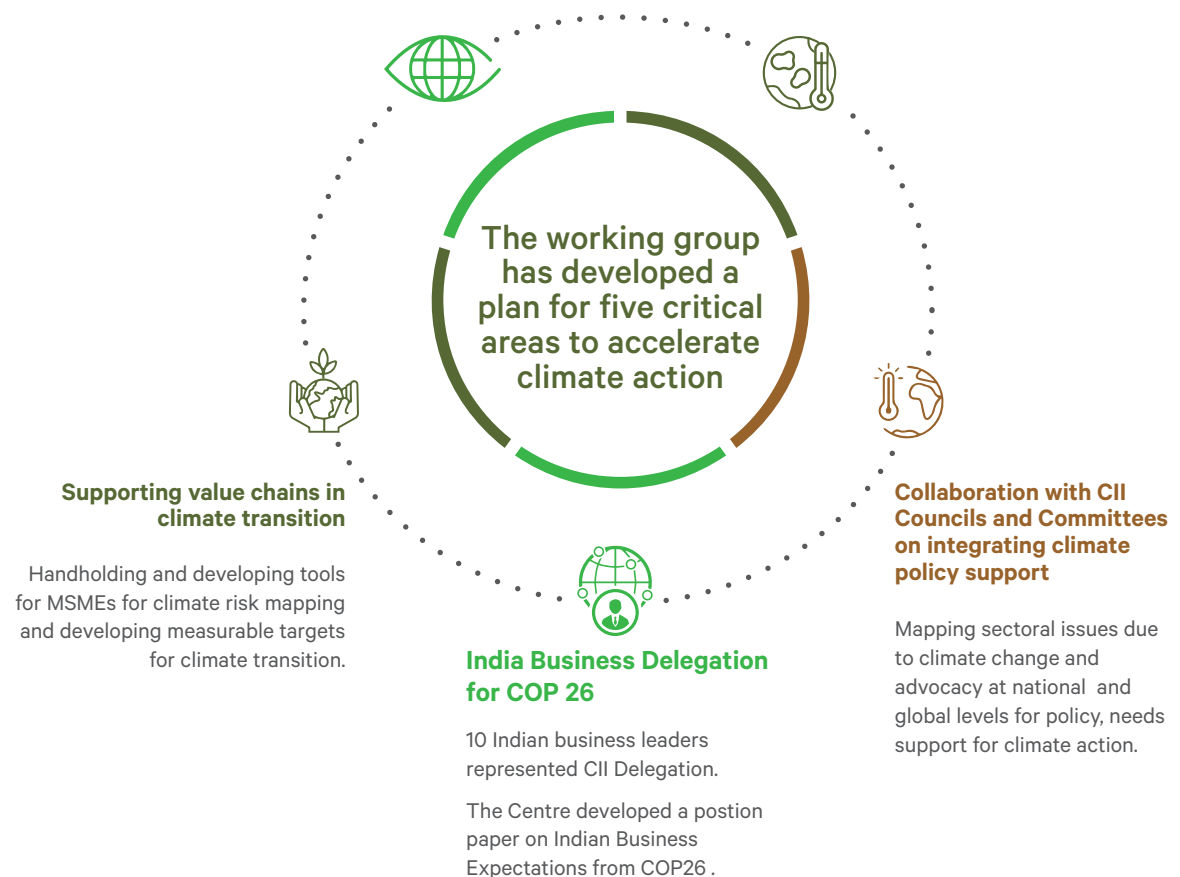 The working group
has developed a
plan for five critical
areas to accelerate
climate action
Supporting value chains in
climate transition
Handholding and developing tools
for MSMEs for climate risk mapping
and developing measurable targets
for climate transition.
India Business Delegation
for COP 26
10 Indian business leaders
represented CII Delegation.
The Centre developed a postion
paper on Indian Business
Expectations from COP26 .
Collaboration with CII
Councils and Committees
on integrating climate
policy support
Mapping sectoral issues due
to climate change and
advocacy at national  and
global levels for policy, needs
support for climate action.